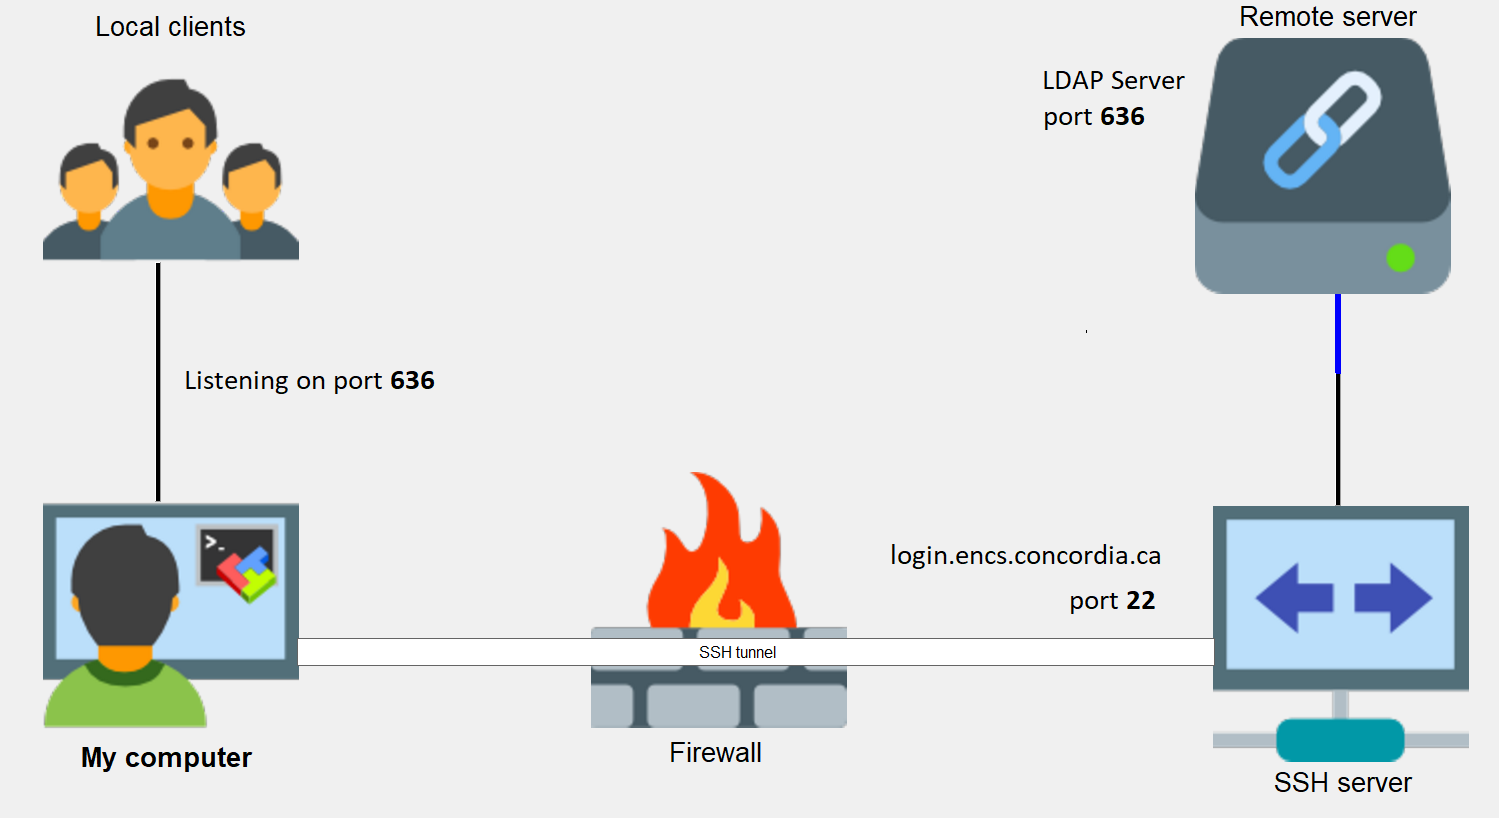 Local clients
Remote server
LDAP Server
port 636
Listening on port 636
>_
login.encs.concordia.ca
port 22
SSH tunnel
My computer
Firewall
SSH server